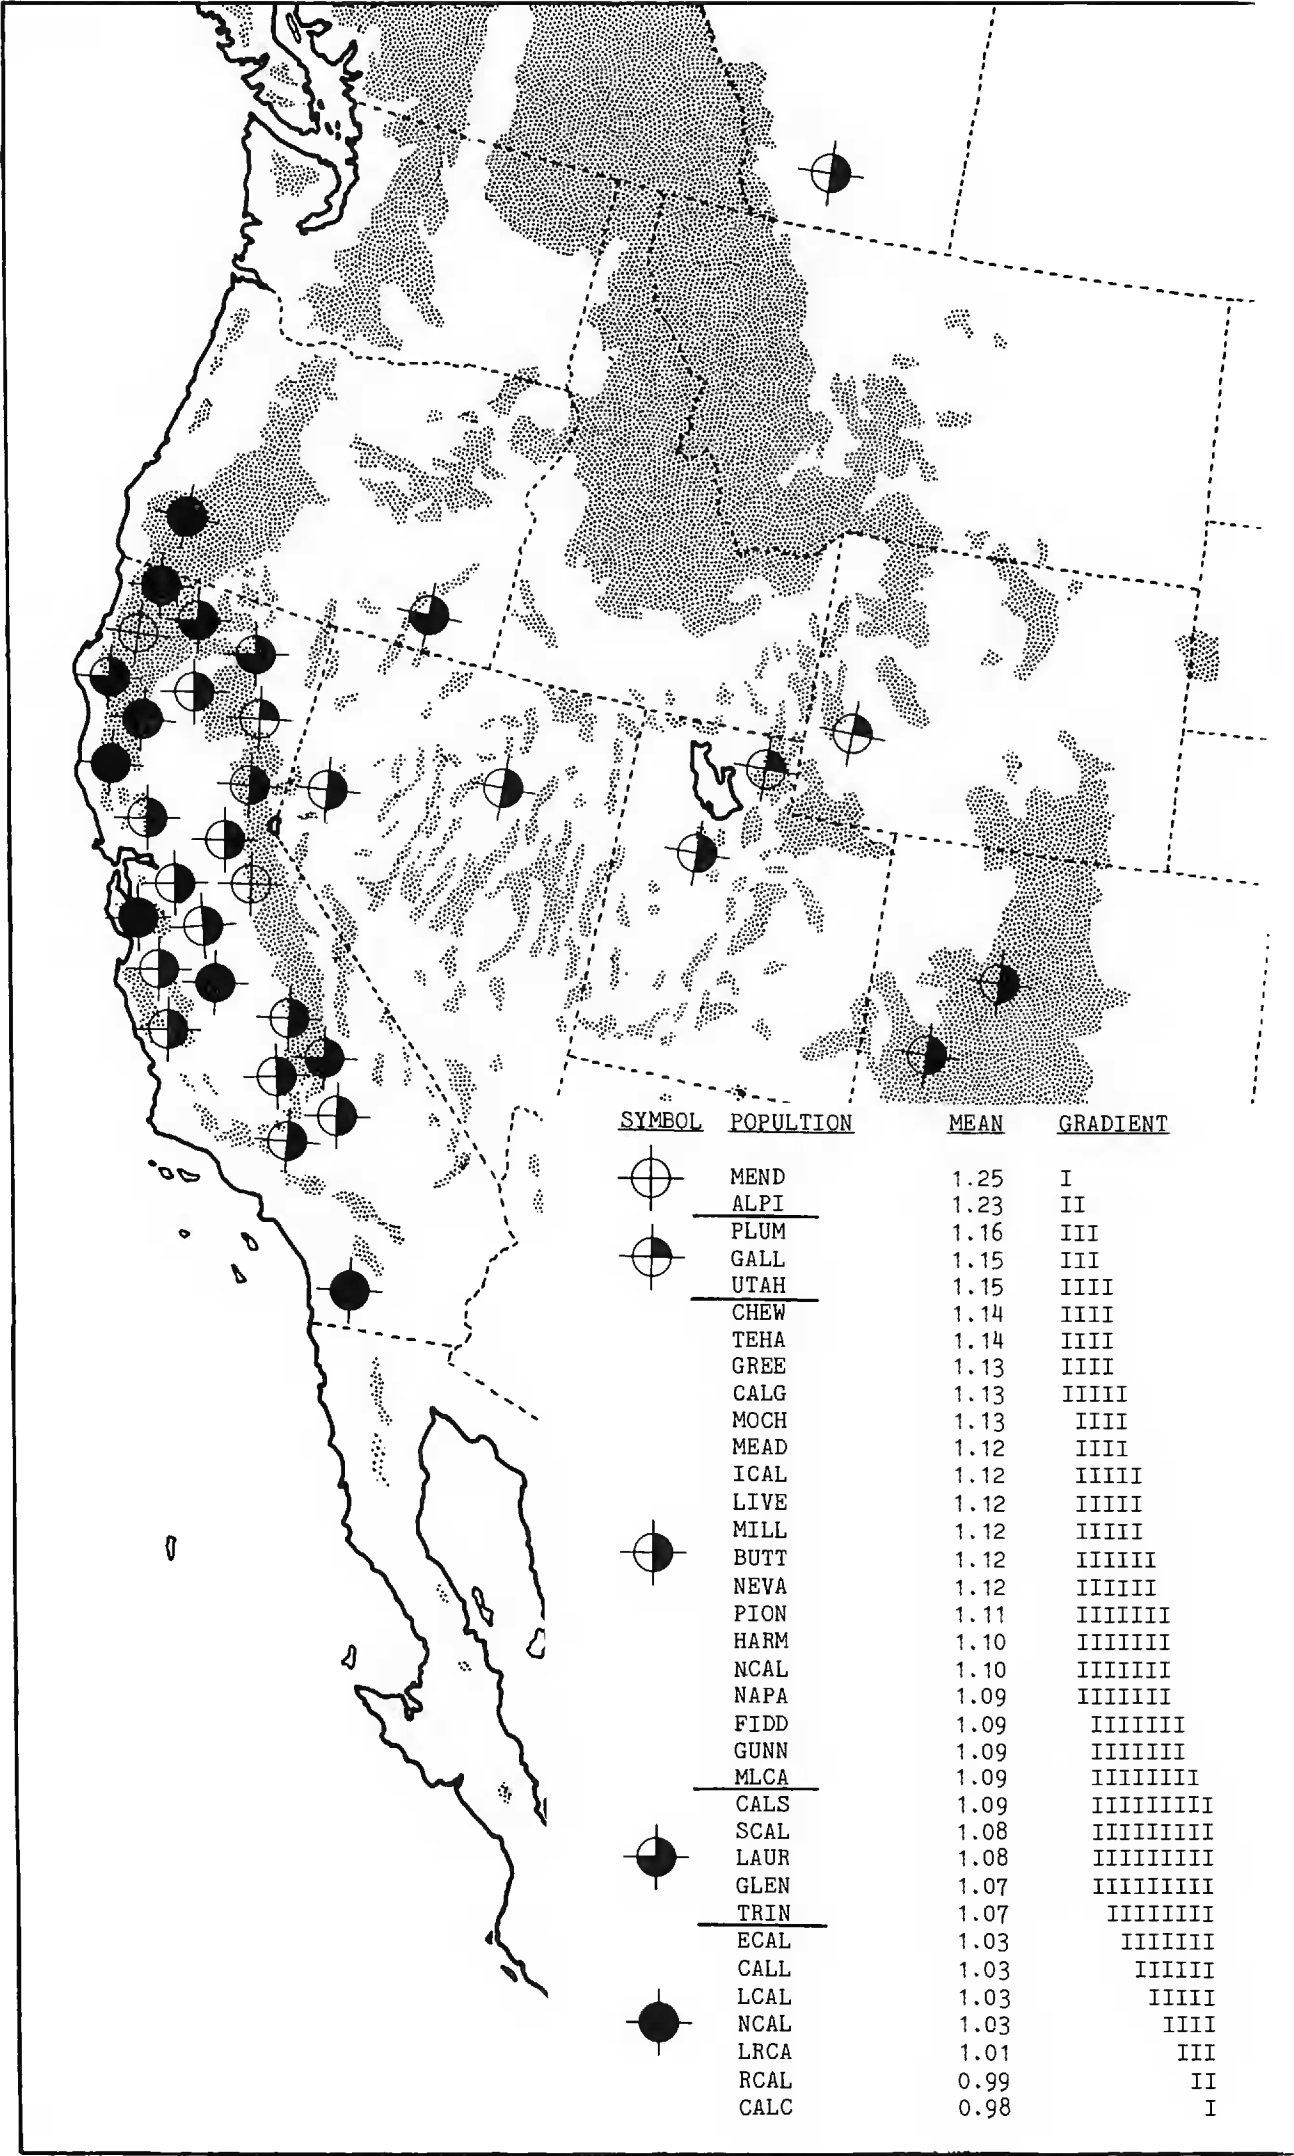 SYMBOL POPULTION MEAN GRADIENT
MEND 1.25 I
ALPI 1.23 II
PLUM 1.16 III
GALL 1.15 III
UTAH 1.15 IIII
CHEW 1.14 IIII
TEHA 1.14 IIII
GREE 1.13 IIII
CALG 1.13 IIIII
MOCH 1.13 IIII
MEAD 1.12 IIII
ICAL 1.12 IIIII
LIVE 1.12 IIIII
MILL 1.12 IIIII
BUTT 1.12 IIIIII
NEVA 1.12 IIIIII
PION 1.11 IIIIIII
HARM 1.10 IIIIIII
NCAL 1.10 IIIIIII
NAPA 1.09 IIIIIII
FIDD 1.09 IIIIIII
GUNN 1.09 IIIIIII
MLCA 1.09 IIIIIIII
CALS 1.09 IIIIIIIII
SCAL 1.08 IIIIIIIII
LAUR 1.08 IIIIIIIII
GLEN 1.07 IIIIIIIII
TRIN 1.07 IIIIIIII
ECAL 1.03 IIIIIII
CALL 1.03 IIIIII
LCAL 1.03 IIIII
NCAL 1.03 IIII
LRCA 1.01 III
RCAL 0.99 II
CALC 0.98 I